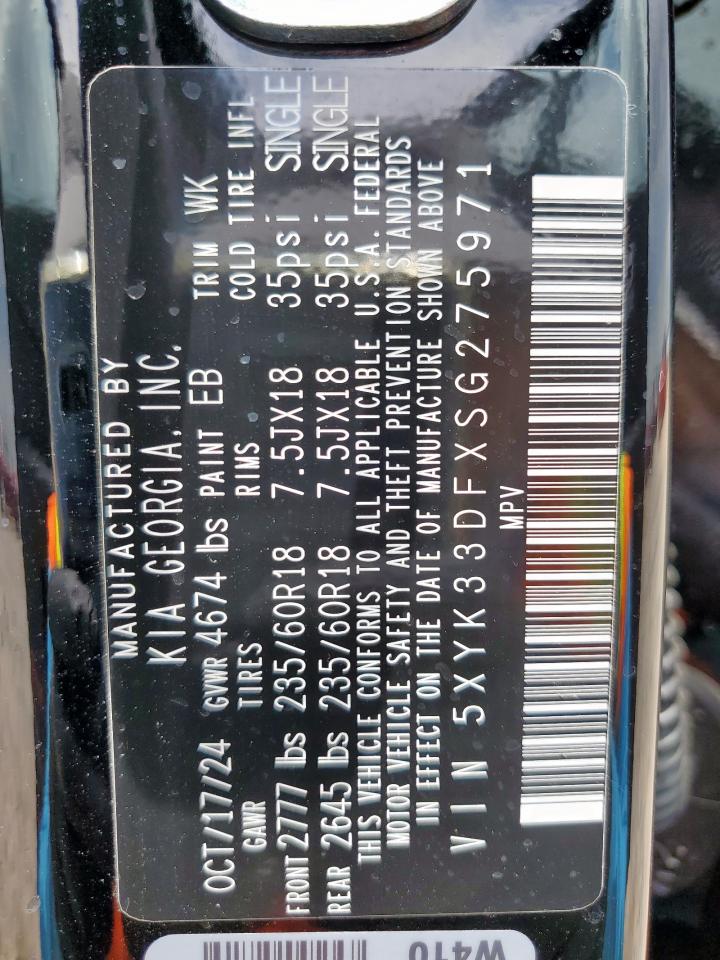 MANUFACTURED BY
KIA GEORGIA, INC.
OCT/17/24 GVWR 4674 lbs PAINT EB TRIM WK
GAWR TIRES RIMS COLD TIRE INFL
FRONT 2777 lbs 235/60R18 7.5JX18 35psi SINGLE
REAR 2645 lbs 235/60R18 7.5JX18 35psi SINGLE
THIS VEHICLE CONFORMS TO ALL APPLICABLE U.S.A. FEDERAL
MOTOR VEHICLE SAFETY AND THEFT PREVENTION STANDARDS
IN EFFECT ON THE DATE OF MANUFACTURE SHOWN ABOVE
VIN 5XYK33DFXSG275971
MPV
W410